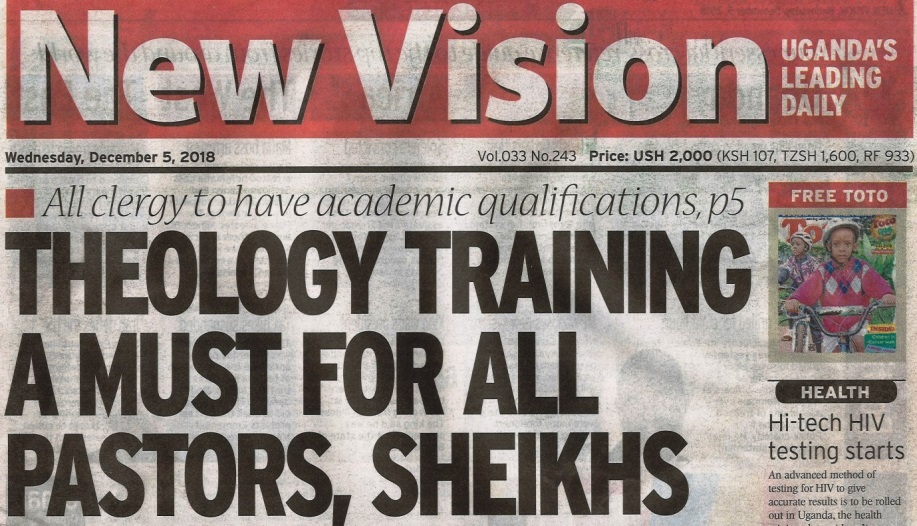 New Vision
UGANDA'S
LEADING
DAILY
Wednesday, December 5, 2018
Vol.033 No.243 Price: USH 2,000 (KSH 107, TZSH 1,600, RF 933)
All clergy to have academic qualifications, p5
THEOLOGY TRAINING
A MUST FOR ALL
PASTORS, SHEIKHS
FREE TOTO
HEALTH
Hi-tech HIV
testing starts
An advanced method of
testing for HIV to give
accurate results is to be rolled
out in Uganda, the health